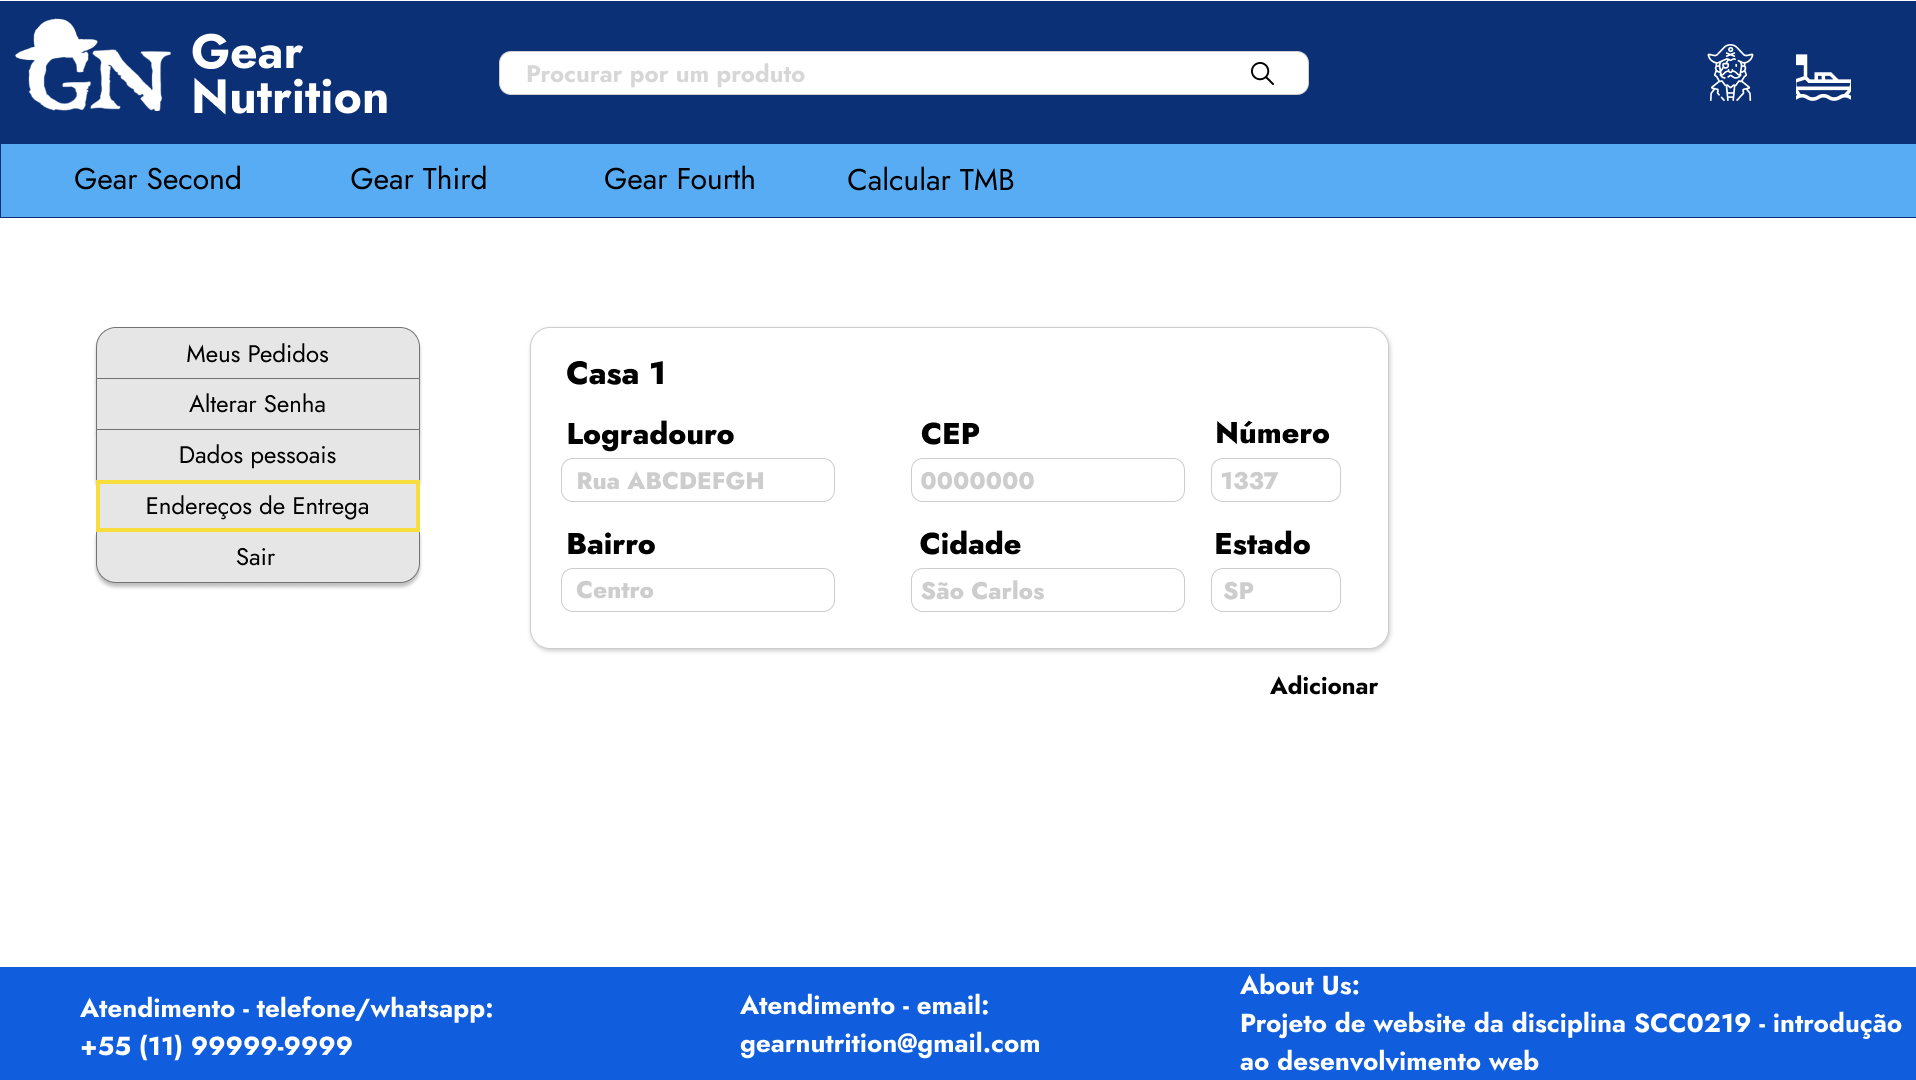 GN
Gear
Nutrition
Procurar por um produto
Gear Second
Gear Third
Gear Fourth
Calcular TMB
Meus Pedidos
Alterar Senha
Dados pessoais
Endereços de Entrega
Sair
Casa 1
Logradouro
CEP
Número
Rua ABCDEFGH
0000000
1337
Bairro
Cidade
Estado
Centro
São Carlos
SP
Adicionar
Atendimento - telefone/whatsapp:
+55 (11) 99999-9999
Atendimento - email:
gearnutrition@gmail.com
About Us:
Projeto de website da disciplina SCC0219 - introdução
ao desenvolvimento web